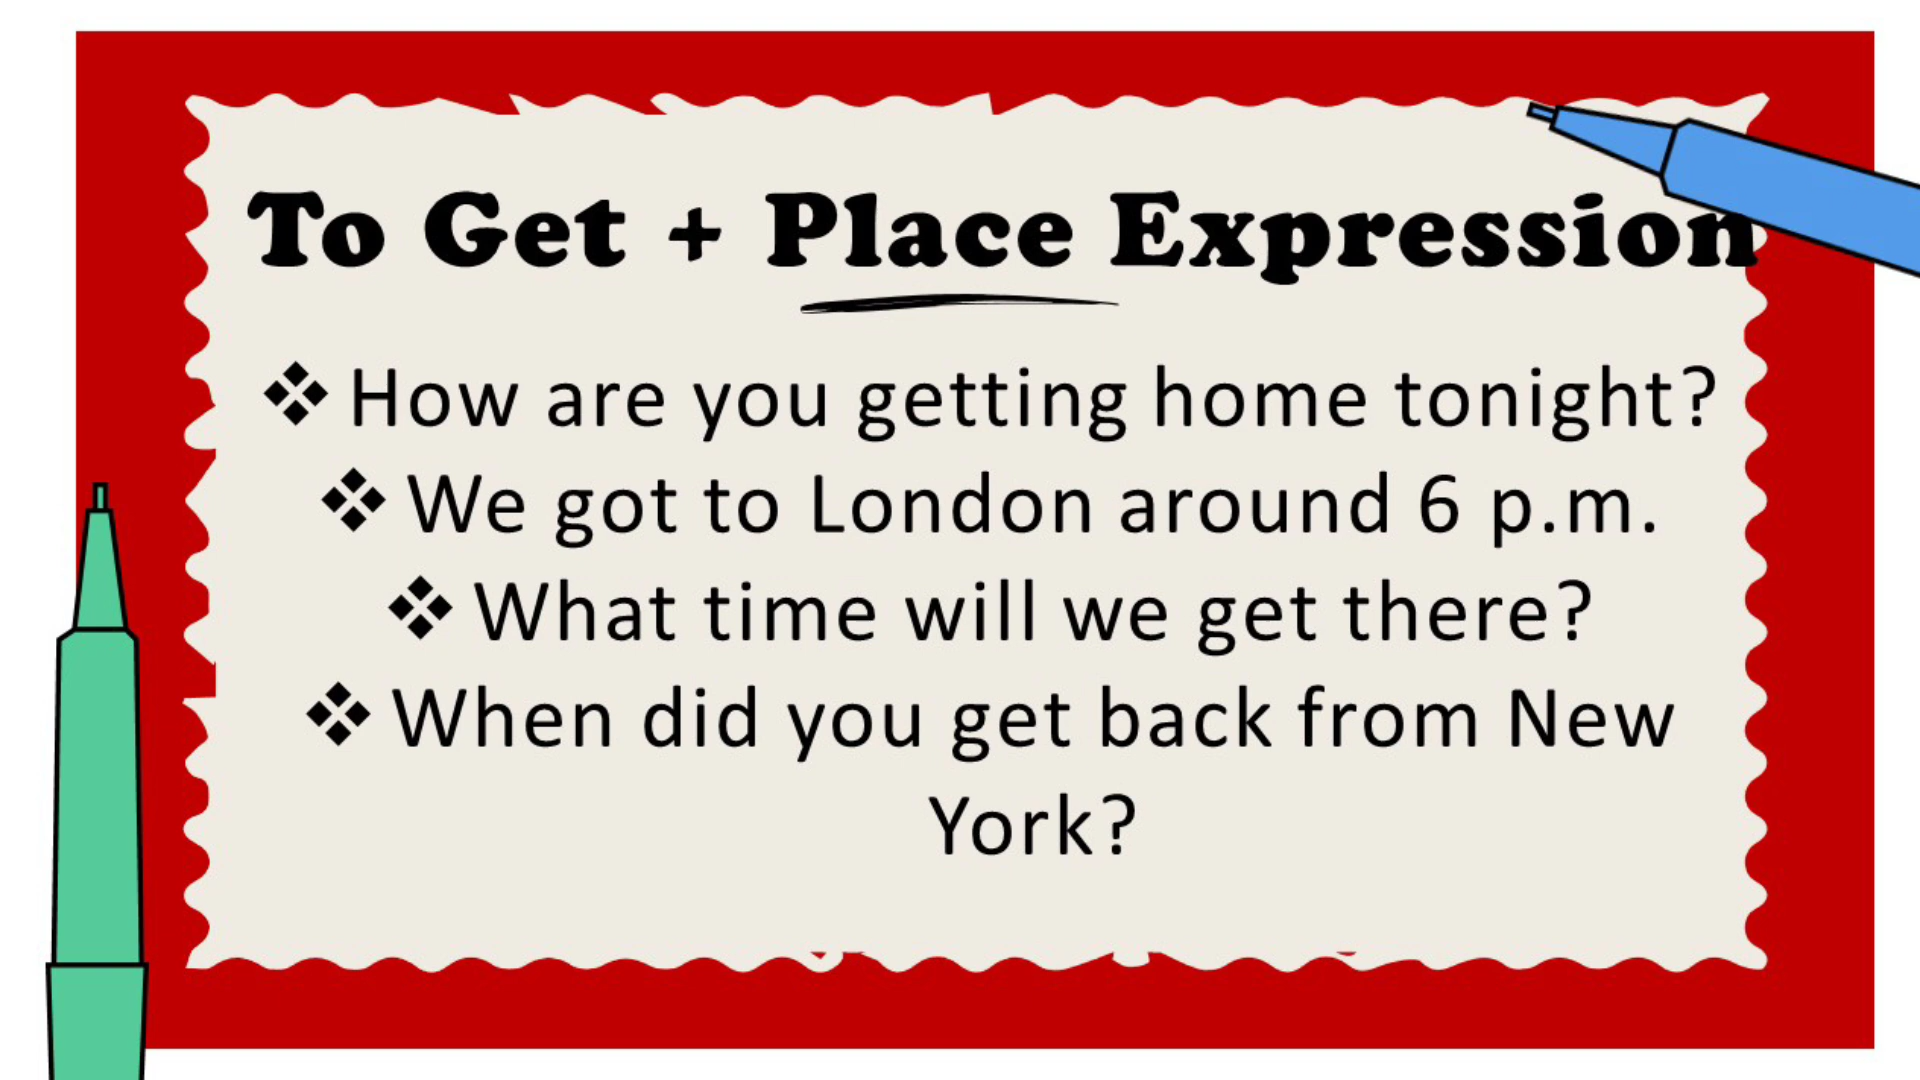 To Get + Place Expression
❖ How are you getting home tonight?
❖ We got to London around 6 p.m.
❖ What time will we get there?
❖ When did you get back from New
York?